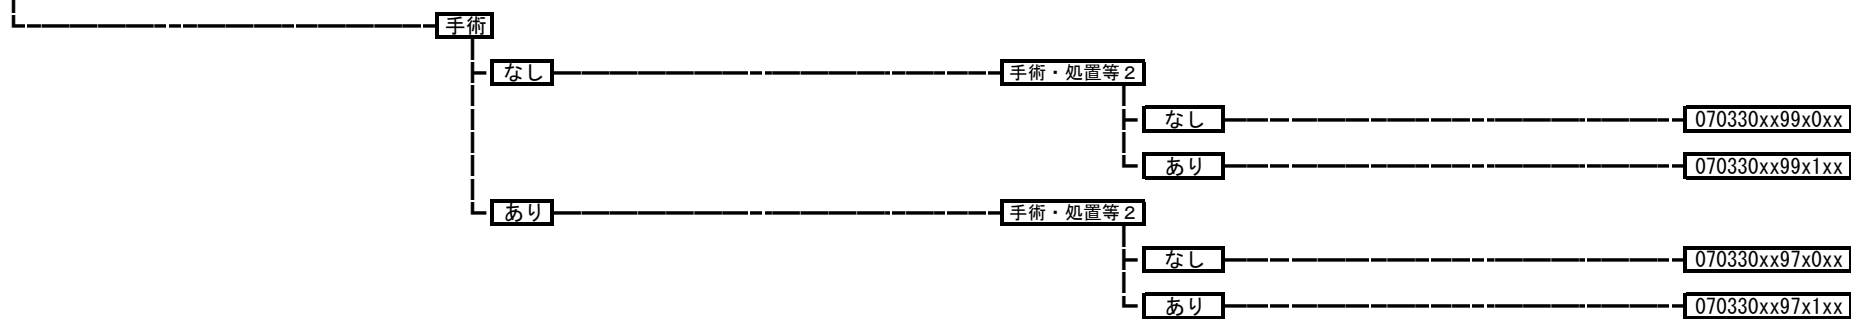 手術
なし
手術・処置等２
なし
070330xx99x0xx
あり
070330xx99x1xx
あり
手術・処置等２
なし
070330xx97x0xx
あり
070330xx97x1xx